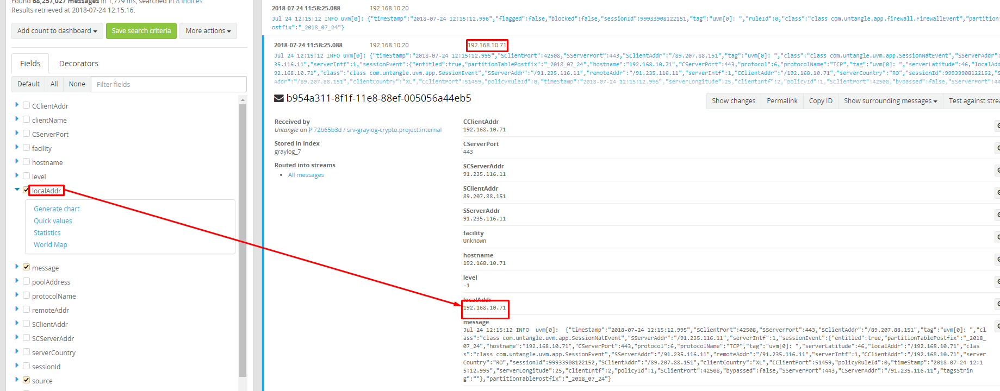 Found 68,257,027 messages in 1,779 ms, searched in 8 indices.
Results retrieved at 2018-07-24 12:15:16.
Add count to dashboard
Save search criteria
More actions
Fields
Decorators
Default
All
None
Filter fields
CClientAddr
clientName
CServerPort
facility
hostname
level
localAddr
Generate chart
Quick values
Statistics
World Map
message
poolAddress
protocolName
remoteAddr
SClientAddr
SCServerAddr
serverCountry
sessionId
source
2018-07-24 11:58:25.088 192.168.10.20
Jul 24 12:15:12 INFO uvm[0]: {"timeStamp":"2018-07-24 12:15:12.996","flagged":false,"blocked":false,"sessionId":99933908122151,"tag":"uvm[0]: ","ruleId":0,"class":"class com.untangle.app.firewall.FirewallEvent","partitionT
ostfix":"_2018_07_24"}
2018-07-24 11:58:25.088 192.168.10.20 192.168.10.71
Jul 24 12:15:12 INFO uvm[0]: {"timeStamp":"2018-07-24 12:15:12.995","SClientPort":42508,"SServerPort":443,"SClientAddr":"/89.207.88.151","tag":"uvm[0]: ","class":"class com.untangle.uvm.app.SessionNatEvent","SServerAddr":
35.116.11","serverIntf":1,"sessionEvent":{"entitled":true,"partitionTablePostfix":"_2018_07_24","hostname":"192.168.10.71","CServerPort":443,"protocol":6,"protocolName":"TCP","tag":"uvm[0]: ","serverLatitude":46,"localAdd
92.168.10.71","class":"class com.untangle.uvm.app.SessionEvent","SServerAddr":"/91.235.116.11","remoteAddr":"/91.235.116.11","serverIntf":1,"CClientAddr":"/192.168.10.71","serverCountry":"RO","sessionId":99933908122152,"S
Addr":"/89.207.88.151","clientCountry":"XL","CClientPort":51459,"policyRuleId":0,"timeStamp":"2018-07-24 12:15:12.995","serverLongitude":25,"clientIntf":2,"policyId":1,"SClientPort":42508,"bypassed":false,"SServerPort":44
b954a311-8f1f-11e8-88ef-005056a44eb5
Show changes
Permalink
Copy ID
Show surrounding messages
Test against strea
Received by
Untangle on 72b65b3d / srv-graylog-crypto.project.internal
Stored in index
graylog_7
Routed into streams
All messages
CClientAddr
192.168.10.71
CServerPort
443
SCServerAddr
91.235.116.11
SClientAddr
89.207.88.151
SServerAddr
91.235.116.11
facility
Unknown
hostname
192.168.10.71
level
-1
localAddr
192.168.10.71
message
Jul 24 12:15:12 INFO  uvm[0]:  {"timeStamp":"2018-07-24 12:15:12.995","SClientPort":42508,"SServerPort":443,"SClientAddr":"/89.207.88.151","tag":"uvm[0]: ","cl
ass":"class com.untangle.uvm.app.SessionNatEvent","SServerAddr":"/91.235.116.11","serverIntf":1,"sessionEvent":{"entitled":true,"partitionTablePostfix":"_2018_
07_24","hostname":"192.168.10.71","CServerPort":443,"protocol":6,"protocolName":"TCP","tag":"uvm[0]: ","serverLatitude":46,"localAddr":"/192.168.10.71","clas
s":"class com.untangle.uvm.app.SessionEvent","SServerAddr":"/91.235.116.11","remoteAddr":"/91.235.116.11","serverIntf":1,"CClientAddr":"/192.168.10.71","server
Country":"RO","sessionId":99933908122152,"SClientAddr":"/89.207.88.151","clientCountry":"XL","CClientPort":51459,"policyRuleId":0,"timeStamp":"2018-07-24 12:1
5:12.995","serverLongitude":25,"clientIntf":2,"policyId":1,"SClientPort":42508,"bypassed":false,"SServerPort":443,"CServerAddr":"/91.235.116.11","tagsStrin
g":""},"partitionTablePostfix":"_2018_07_24"}